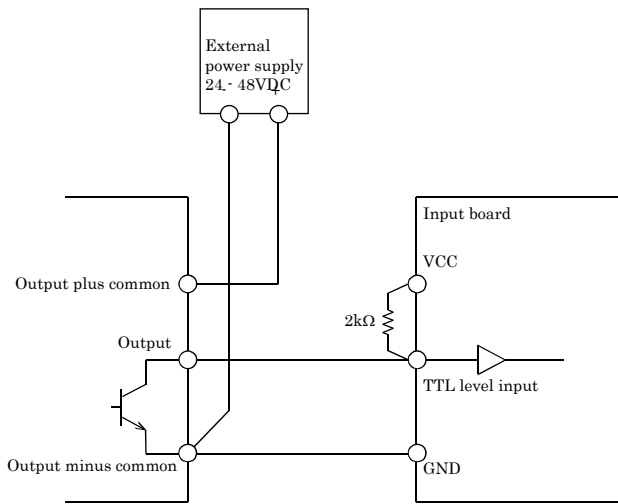 External
power supply
24 - 48VDC
- +
Input board
VCC
Output plus common
2kΩ
Output
TTL level input
Output minus common
GND